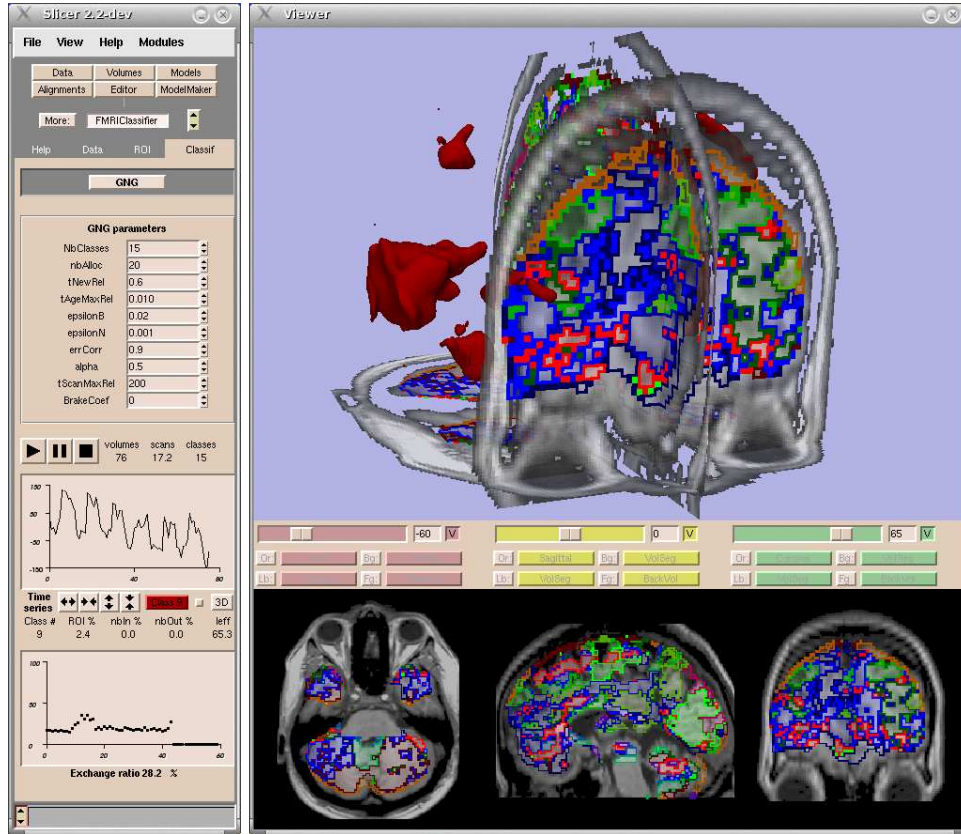 Slicer 2.2-dev
File View Help Modules
Data Volumes Models
Alignments Editor ModelMaker
More: FMRIClassifier
Help Data ROI Classif
GNG
GNG parameters
NbClasses 15
nbAlloc 20
tNewRel 0.6
tAgeMaxRel 0.010
epsilonB 0.02
epsilonN 0.001
errCorr 0.9
alpha 0.5
tScanMaxRel 200
BrakeCoef 0
volumes scans classes
76 17.2 15
150
50
-50
-150
0 20 40 60 80
Time series 3D
Class # ROI % nbIn % nbOut % leff
9 2.4 0.0 0.0 65.3
100
50
0
0 20 40 60
Exchange ratio 28.2 %
Viewer
-60 V 0 V 65 V
Or Bg: Or Sagittal Bg: VolSeg Or Bg:
Lb: Fg: Lb: VolSeg Fg: BackVol Lb: Fg: